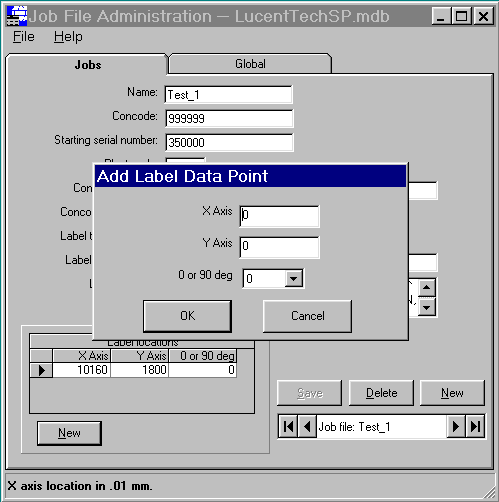 Job File Administration – LucentTechSP.mdb
File Help
Jobs Global
Name: Test_1
Concode: 999999
Starting serial number: 350000
Add Label Data Point
X Axis 0
Y Axis 0
0 or 90 deg 0
OK Cancel
Label locations
X Axis Y Axis 0 or 90 deg
10160 1800 0
New
Save Delete New
Job file: Test_1
X axis location in .01 mm.